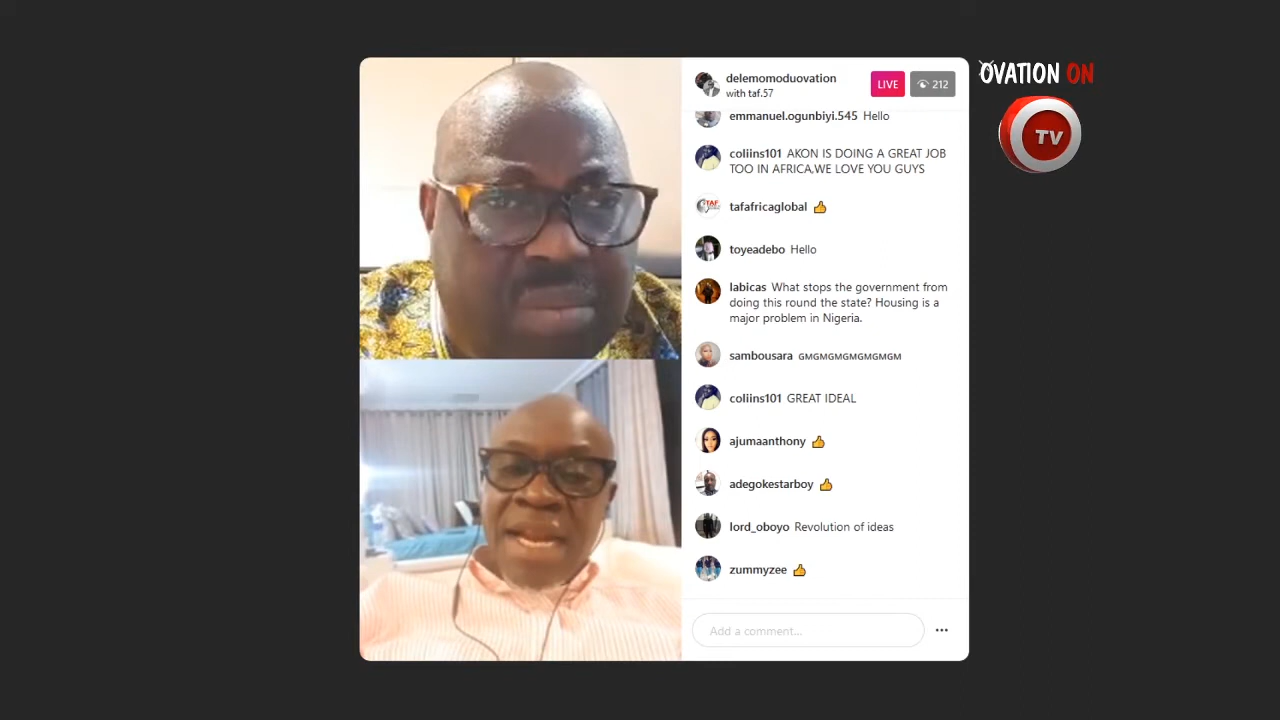 OVATION ON
TV
delemomoduovation
with taf.57
LIVE
212
emmanuel.ogunbiyi.545 Hello
coliins101 AKON IS DOING A GREAT JOB
TOO IN AFRICA,WE LOVE YOU GUYS
tafafricaglobal 👍
toyeadebo Hello
labicas What stops the government from
doing this round the state? Housing is a
major problem in Nigeria.
sambousara ɢᴍɢᴍɢᴍɢᴍɢᴍɢᴍɢᴍ
coliins101 GREAT IDEAL
ajumaanthony 👍
adegokestarboy 👍
lord_oboyo Revolution of ideas
zummyzee 👍
Add a comment...